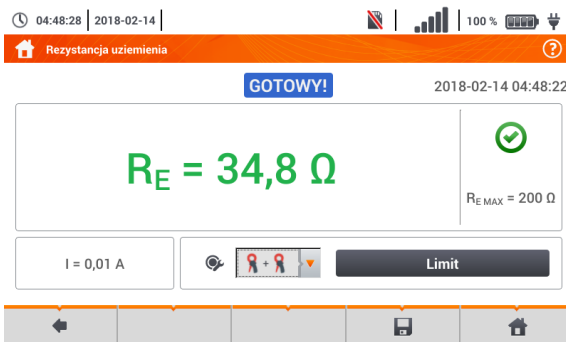 04:48:28 2018-02-14 100 %
Rezystancja uziemienia ?
GOTOWY! 2018-02-14 04:48:22
RE = 34,8 Ω
RE MAX = 200 Ω
I = 0,01 A
+
Limit